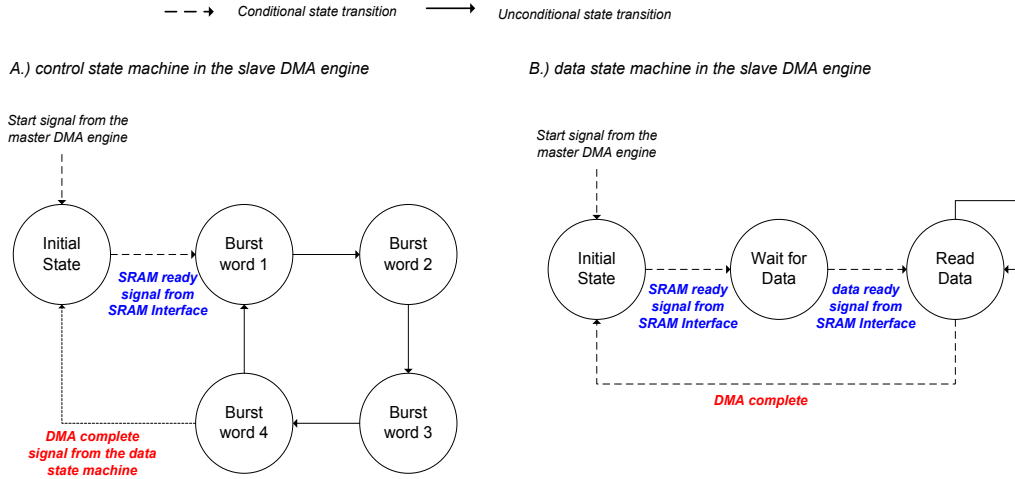 Conditional state transition
Unconditional state transition
A.) control state machine in the slave DMA engine
Start signal from the
master DMA engine
Initial
State
SRAM ready
signal from
SRAM Interface
Burst
word 1
Burst
word 2
Burst
word 4
Burst
word 3
DMA complete
signal from the data
state machine
B.) data state machine in the slave DMA engine
Start signal from the
master DMA engine
Initial
State
SRAM ready
signal from
SRAM Interface
Wait for
Data
data ready
signal from
SRAM Interface
Read
Data
DMA complete